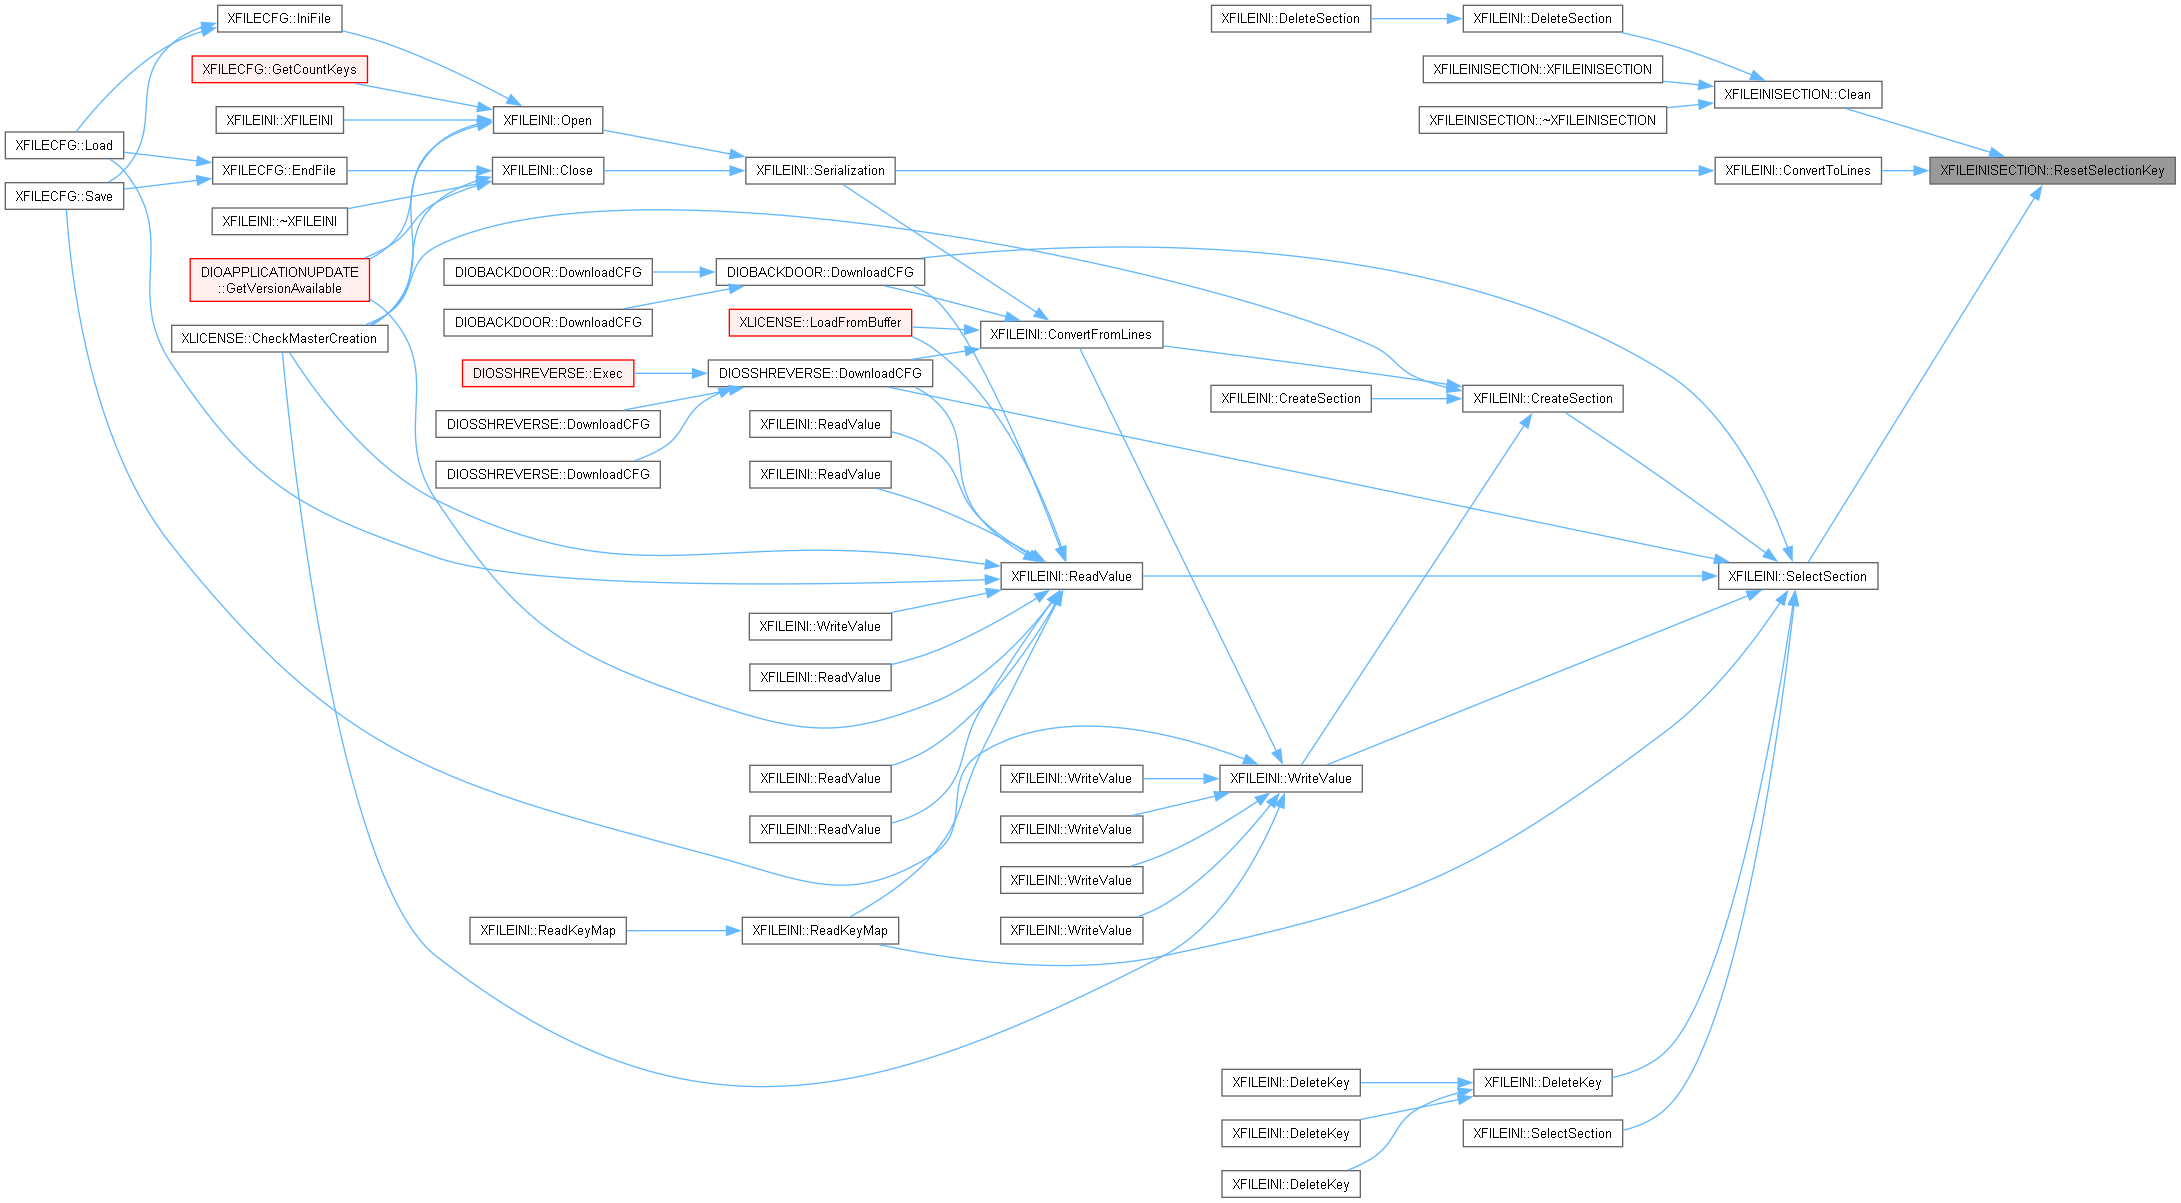 XFILECFG::IniFile
XFILEINI::DeleteSection
XFILEINI::DeleteSection
XFILECFG::GetCountKeys
XFILEINISECTION::XFILEINISECTION
XFILEINISECTION::Clean
XFILEINI::XFILEINI
XFILEINI::Open
XFILEINISECTION::~XFILEINISECTION
XFILECFG::Load
XFILECFG::EndFile
XFILEINI::Close
XFILEINI::Serialization
XFILEINI::ConvertToLines
XFILEINISECTION::ResetSelectionKey
XFILECFG::Save
XFILEINI::~XFILEINI
DIOAPPLICATIONUPDATE
::GetVersionAvailable
DIOBACKDOOR::DownloadCFG
DIOBACKDOOR::DownloadCFG
DIOBACKDOOR::DownloadCFG
XLICENSE::LoadFromBuffer
XFILEINI::ConvertFromLines
XLICENSE::CheckMasterCreation
DIOSSHREVERSE::Exec
DIOSSHREVERSE::DownloadCFG
XFILEINI::CreateSection
XFILEINI::CreateSection
DIOSSHREVERSE::DownloadCFG
XFILEINI::ReadValue
DIOSSHREVERSE::DownloadCFG
XFILEINI::ReadValue
XFILEINI::ReadValue
XFILEINI::SelectSection
XFILEINI::WriteValue
XFILEINI::ReadValue
XFILEINI::ReadValue
XFILEINI::WriteValue
XFILEINI::WriteValue
XFILEINI::ReadValue
XFILEINI::WriteValue
XFILEINI::WriteValue
XFILEINI::ReadKeyMap
XFILEINI::ReadKeyMap
XFILEINI::WriteValue
XFILEINI::DeleteKey
XFILEINI::DeleteKey
XFILEINI::DeleteKey
XFILEINI::SelectSection
XFILEINI::DeleteKey